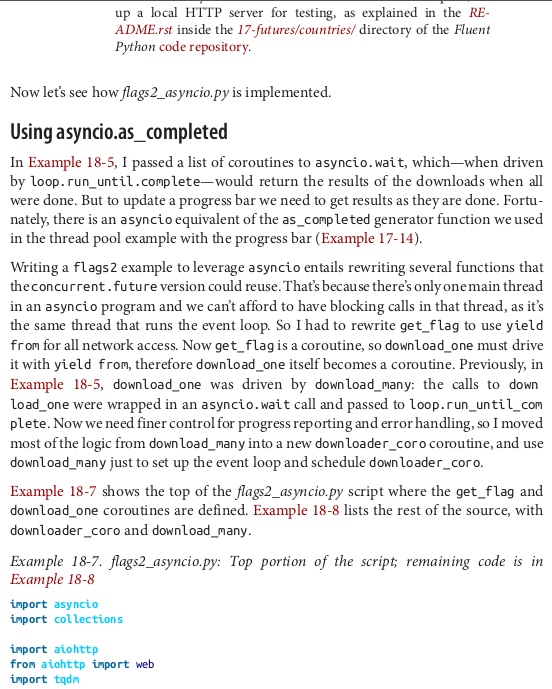 up a local HTTP server for testing, as explained in the RE‐
ADME.rst inside the 17-futures/countries/ directory of the Fluent
Python code repository.
Now let’s see how flags2_asyncio.py is implemented.
Using asyncio.as_completed
In Example 18-5, I passed a list of coroutines to asyncio.wait, which—when driven
by loop.run_until.complete—would return the results of the downloads when all
were done. But to update a progress bar we need to get results as they are done. Fortu‐
nately, there is an asyncio equivalent of the as_completed generator function we used
in the thread pool example with the progress bar (Example 17-14).
Writing a flags2 example to leverage asyncio entails rewriting several functions that
the concurrent.future version could reuse. That’s because there’s only one main thread
in an asyncio program and we can’t afford to have blocking calls in that thread, as it’s
the same thread that runs the event loop. So I had to rewrite get_flag to use yield
from for all network access. Now get_flag is a coroutine, so download_one must drive
it with yield from, therefore download_one itself becomes a coroutine. Previously, in
Example 18-5, download_one was driven by download_many: the calls to down
load_one were wrapped in an asyncio.wait call and passed to loop.run_until_com
plete. Now we need finer control for progress reporting and error handling, so I moved
most of the logic from download_many into a new downloader_coro coroutine, and use
download_many just to set up the event loop and schedule downloader_coro.
Example 18-7 shows the top of the flags2_asyncio.py script where the get_flag and
download_one coroutines are defined. Example 18-8 lists the rest of the source, with
downloader_coro and download_many.
Example 18-7. flags2_asyncio.py: Top portion of the script; remaining code is in
Example 18-8
import asyncio
import collections
import aiohttp
from aiohttp import web
import tqdm